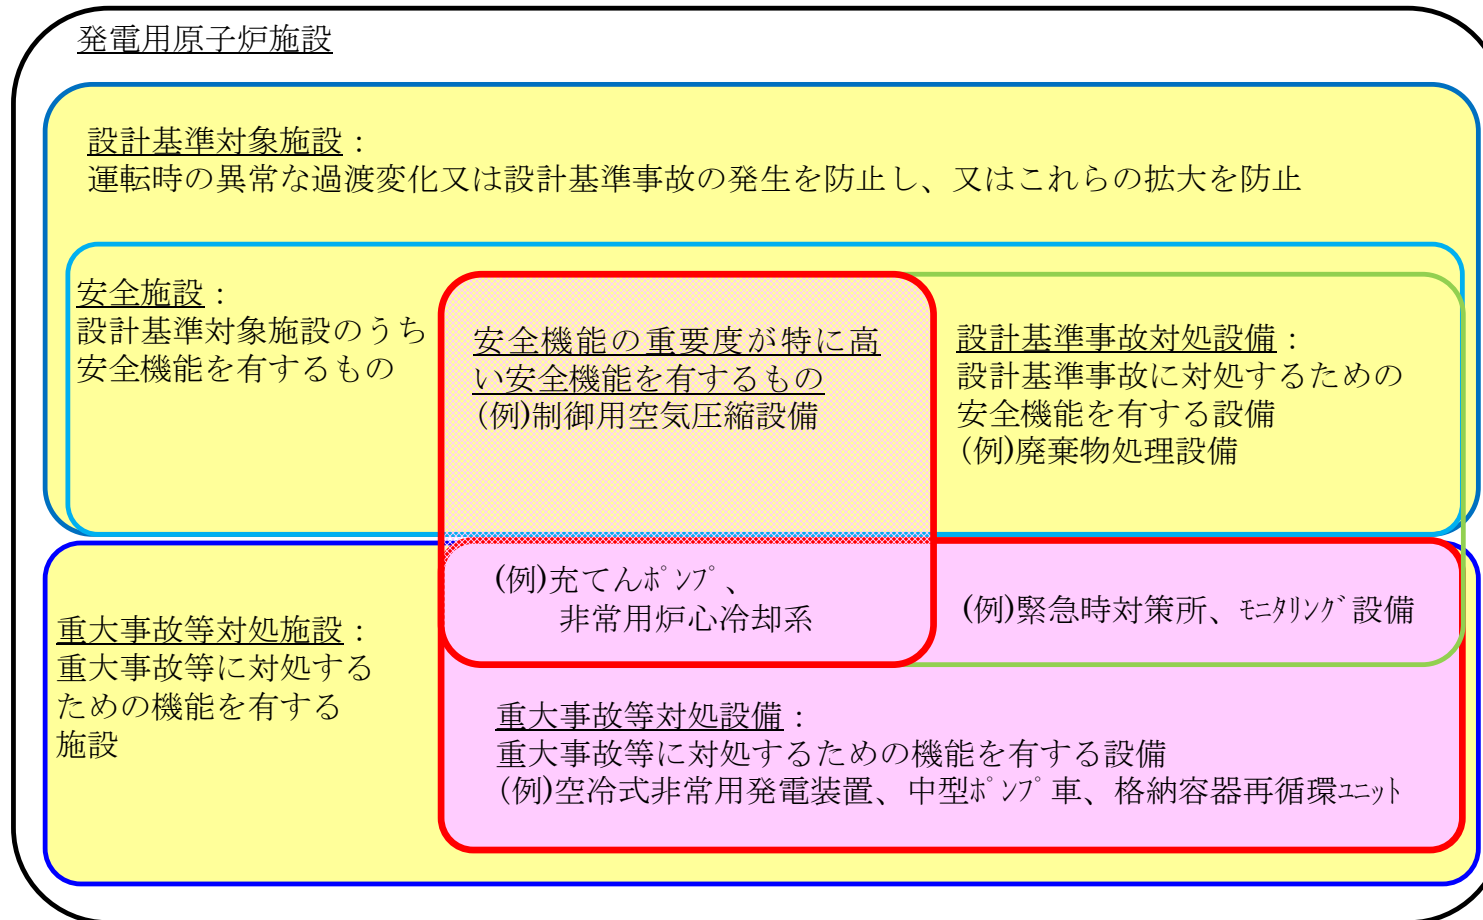 発電用原子炉施設
設計基準対象施設：
運転時の異常な過渡変化又は設計基準事故の発生を防止し、又はこれらの拡大を防止
安全施設：
設計基準対象施設のうち
安全機能を有するもの
安全機能の重要度が特に高
い安全機能を有するもの
(例)制御用空気圧縮設備
設計基準事故対処設備：
設計基準事故に対処するための
安全機能を有する設備
(例)廃棄物処理設備
(例)充てんﾎﾟﾝﾌﾟ、
非常用炉心冷却系
(例)緊急時対策所、ﾓﾆﾀﾘﾝｸﾞ設備
重大事故等対処施設：
重大事故等に対処する
ための機能を有する
施設
重大事故等対処設備：
重大事故等に対処するための機能を有する設備
(例)空冷式非常用発電装置、中型ﾎﾟﾝﾌﾟ車、格納容器再循環ﾕﾆｯﾄ